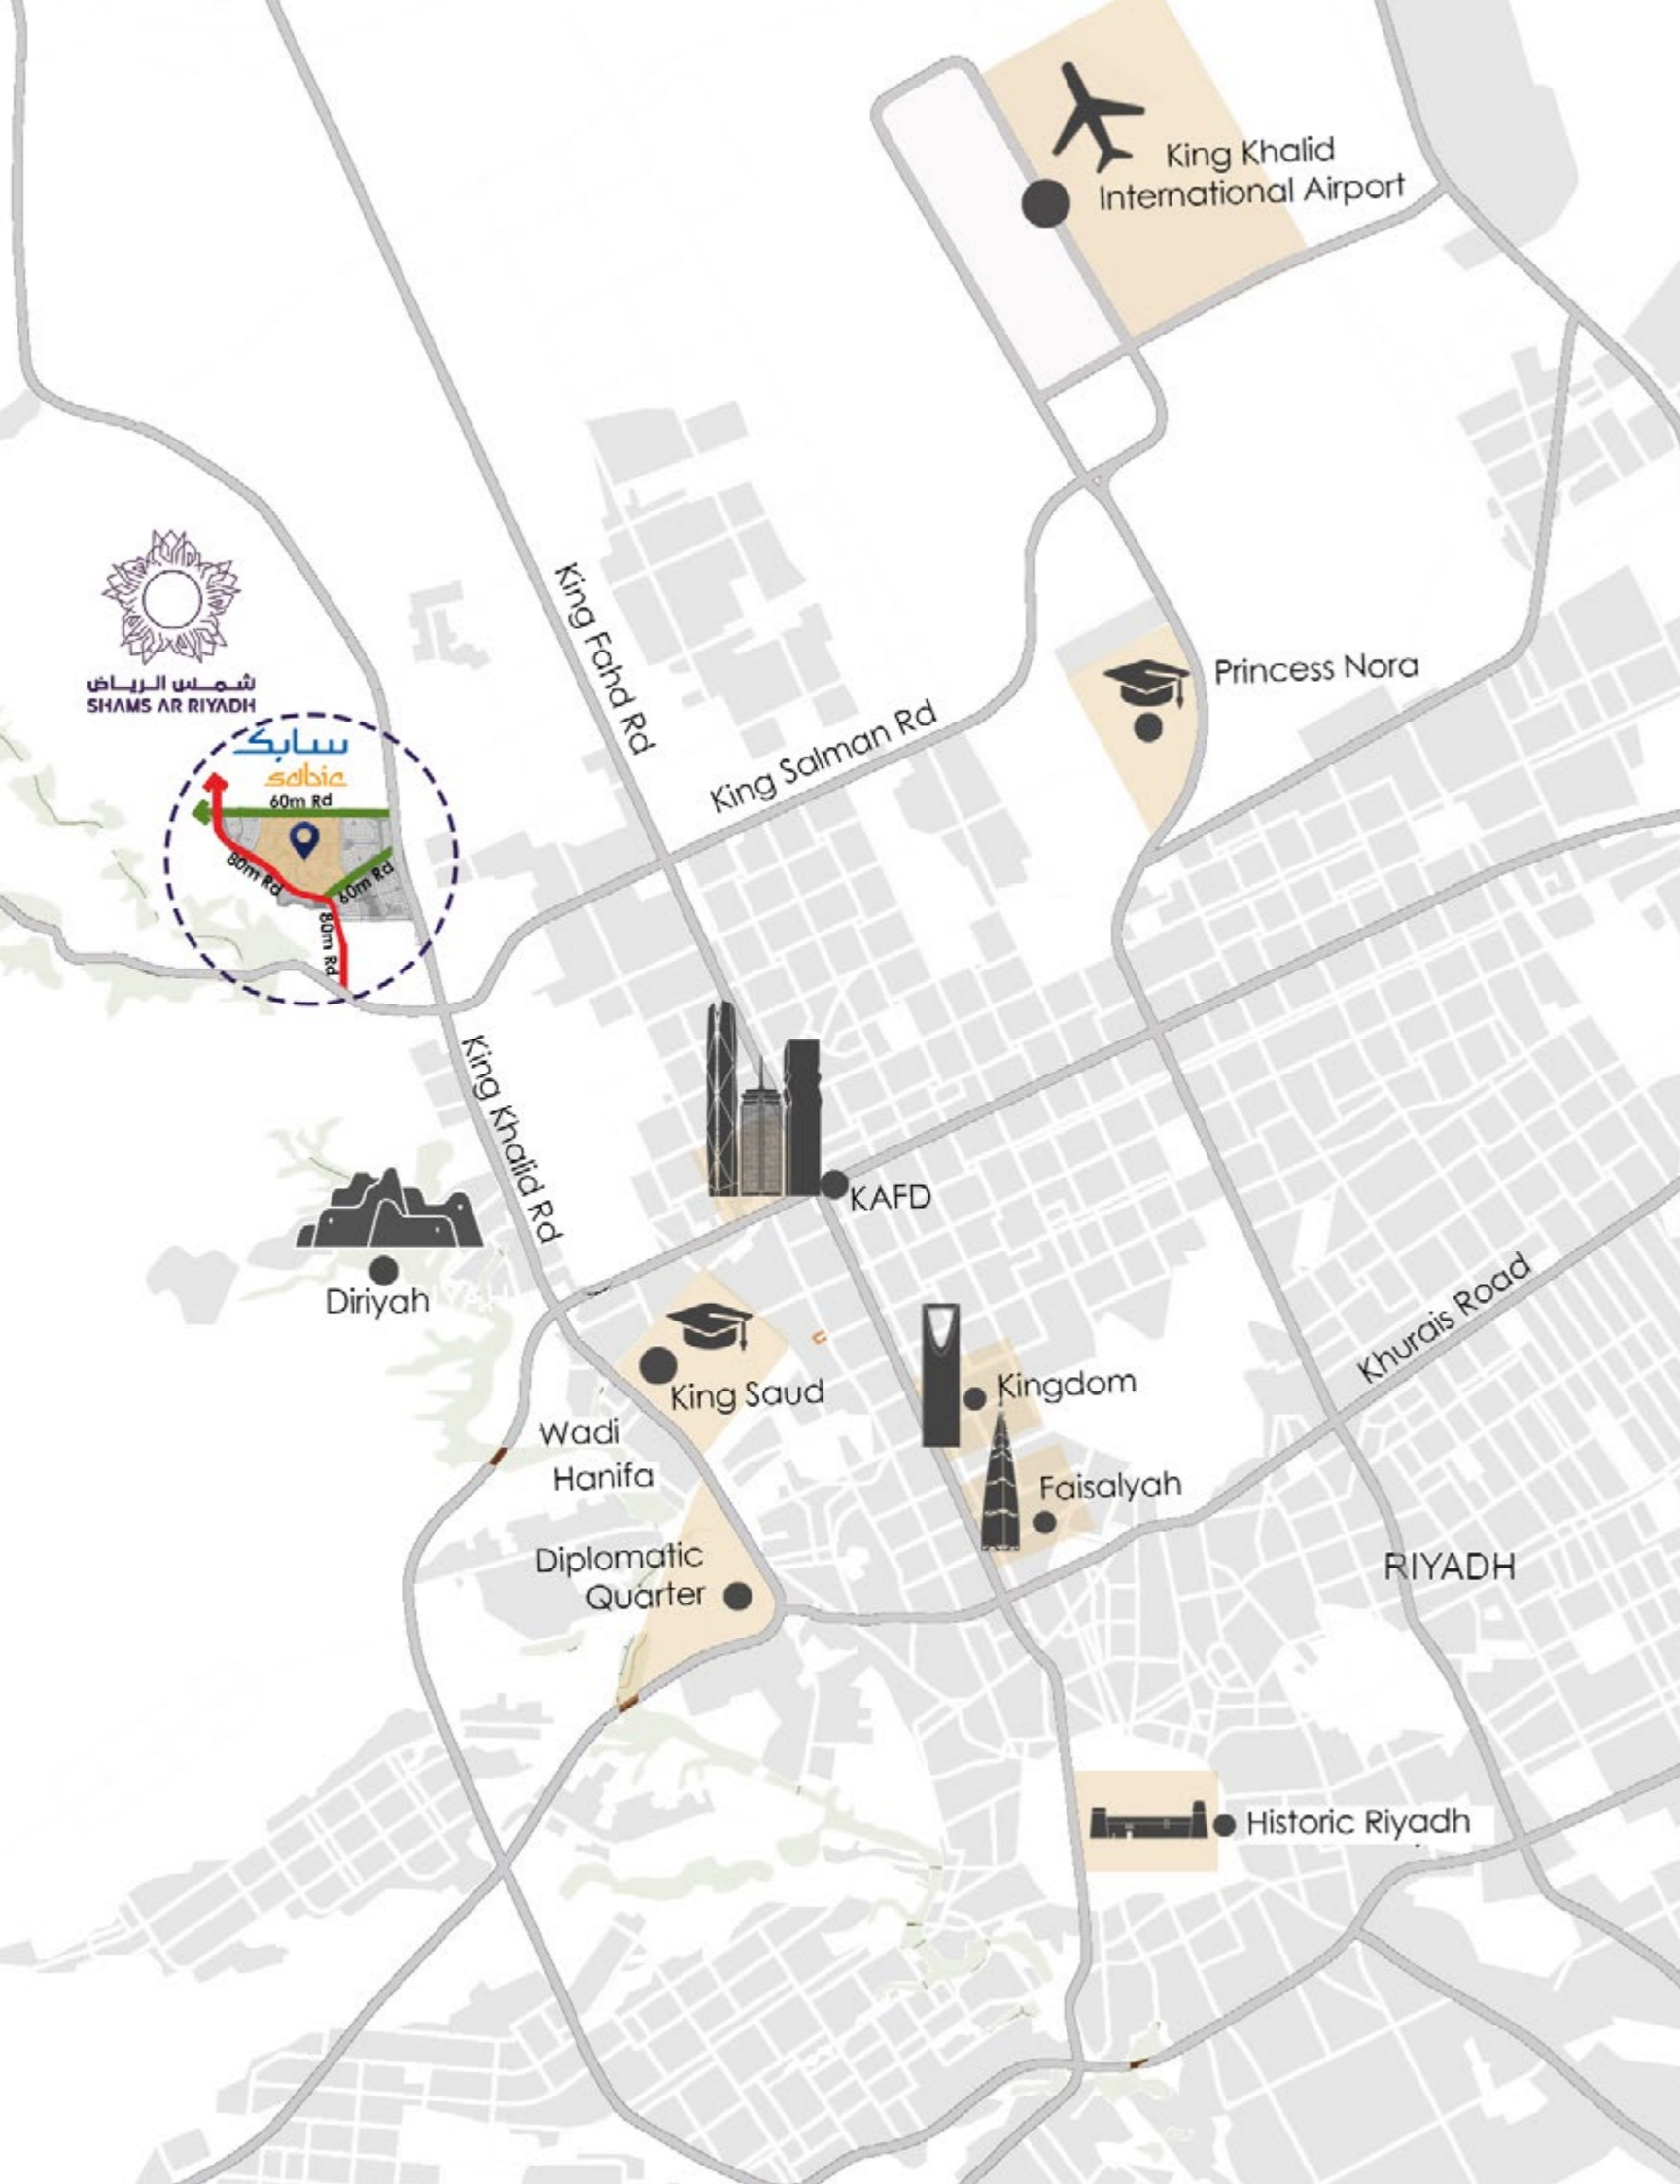 King Khalid
International Airport
King Fahd Rd
شمس الرياض
SHAMS AR RIYADH
Princess Nora
King Salman Rd
سابك
sabic
60m Rd
80m Rd
60m Rd
80m Rd
King Khalid Rd
KAFD
Diriyah
Khurais Road
King Saud
Kingdom
Wadi
Hanifa
Faisalyah
Diplomatic
Quarter
RIYADH
Historic Riyadh